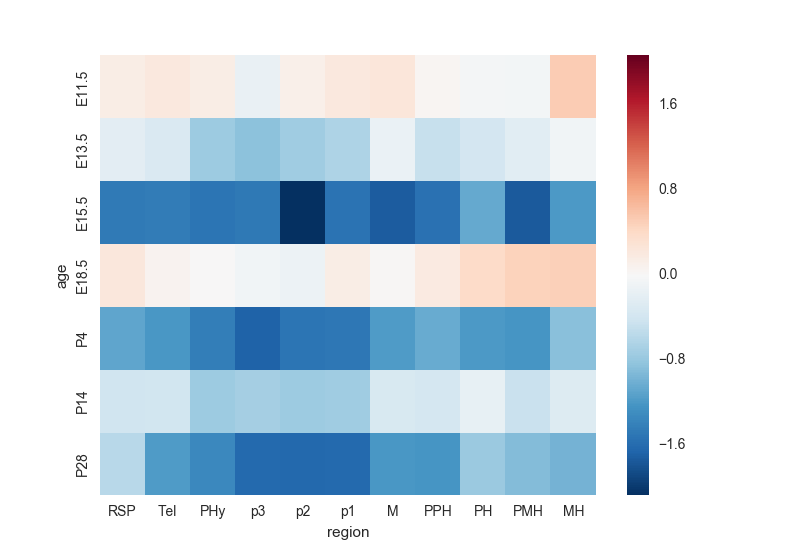 age
E11.5
E13.5
E15.5
E18.5
P4
P14
P28
RSP Tel PHy p3 p2 p1 M PPH PH PMH MH
region
1.6
0.8
0.0
−0.8
−1.6